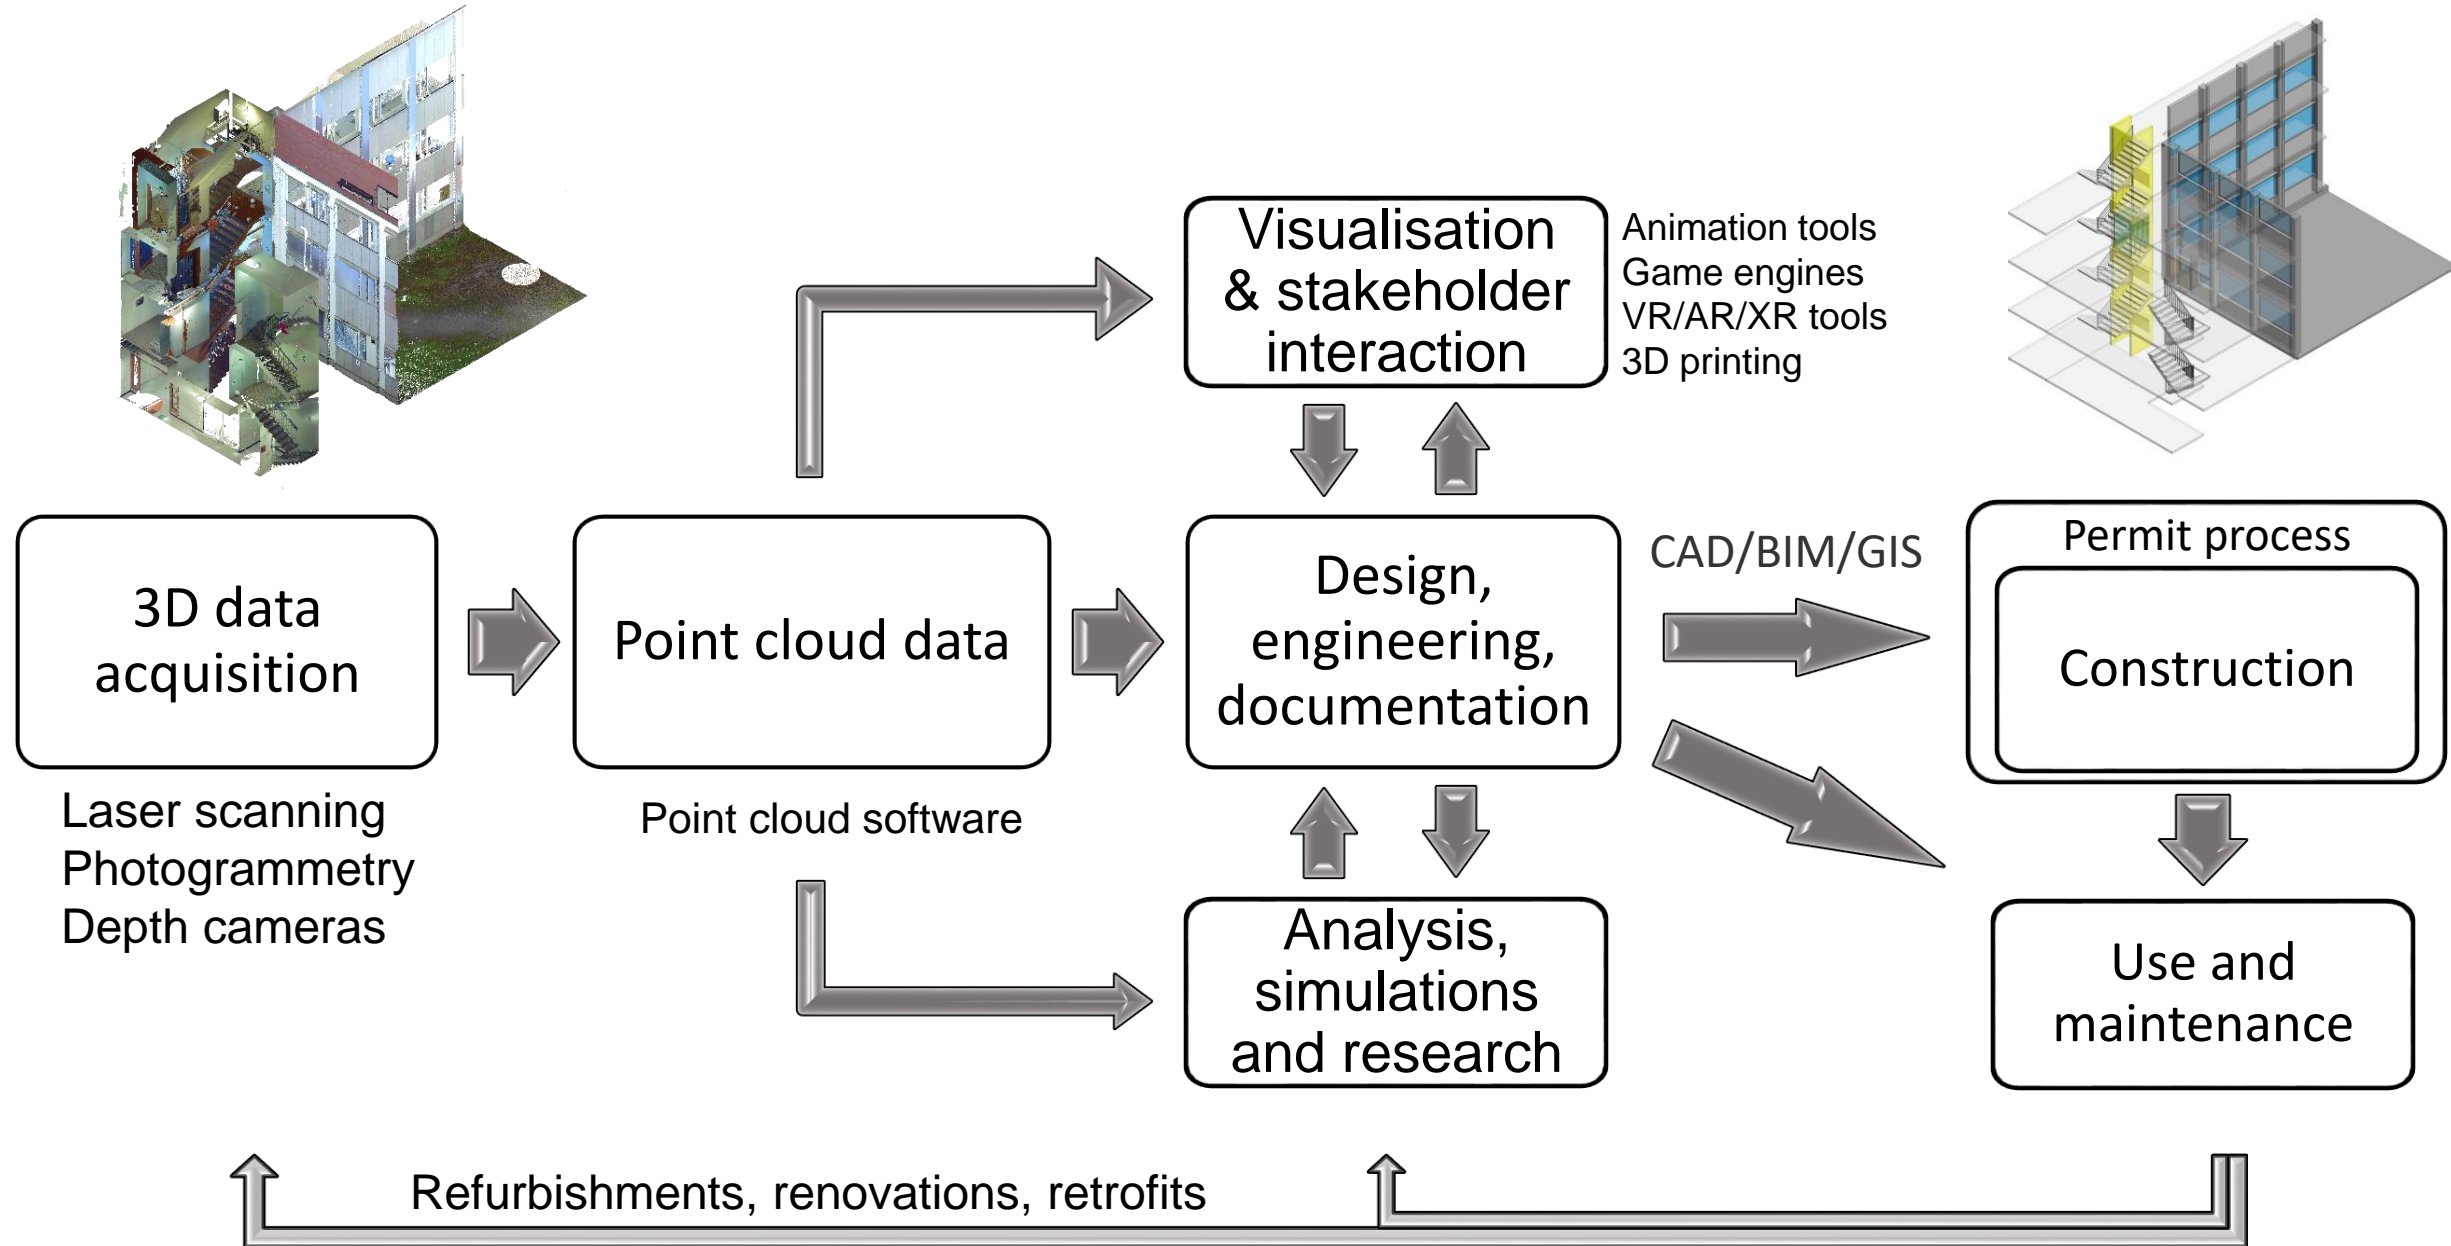 Visualisation
& stakeholder
interaction
Animation tools
Game engines
VR/AR/XR tools
3D printing
3D data
acquisition
Laser scanning
Photogrammetry
Depth cameras
Point cloud data
Point cloud software
Design,
engineering,
documentation
CAD/BIM/GIS
Permit process
Construction
Analysis,
simulations
and research
Use and
maintenance
Refurbishments, renovations, retrofits